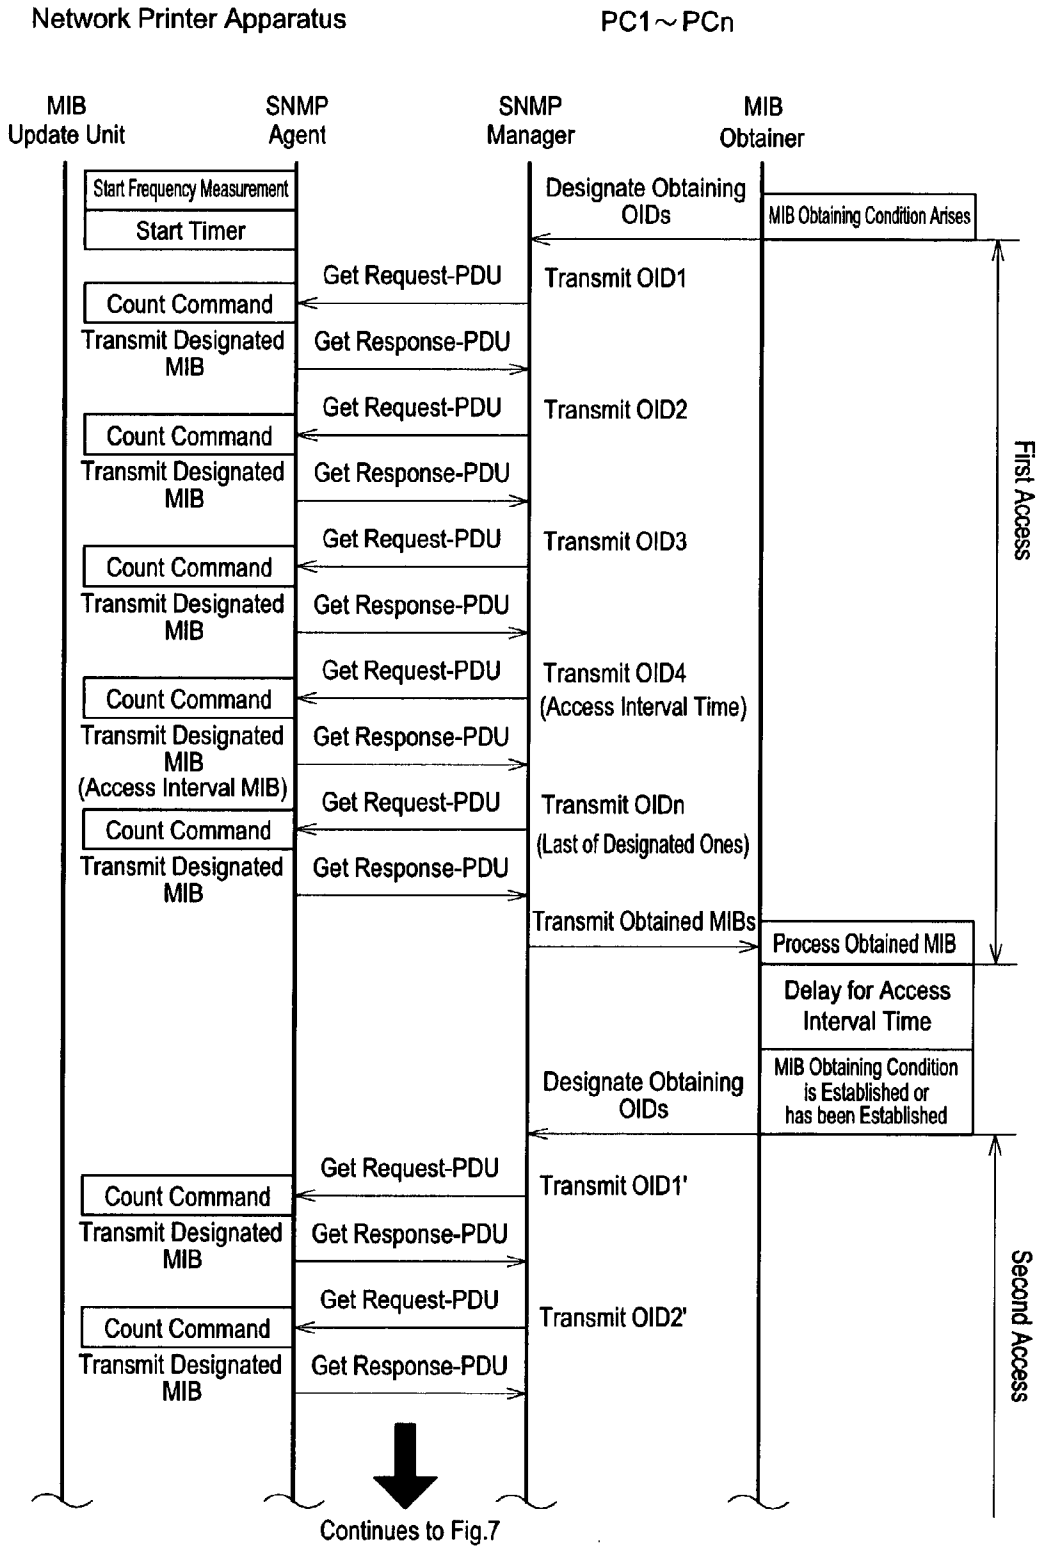 Network Printer Apparatus
PC1～PCn
MIB
Update Unit
SNMP
Agent
SNMP
Manager
MIB
Obtainer
Start Frequency Measurement
Start Timer
Designate Obtaining
OIDs
MIB Obtaining Condition Arises
Get Request-PDU
Transmit OID1
Count Command
Transmit Designated
MIB
Get Response-PDU
Get Request-PDU
Transmit OID2
Count Command
Transmit Designated
MIB
Get Response-PDU
Get Request-PDU
Transmit OID3
Count Command
Transmit Designated
MIB
Get Response-PDU
Get Request-PDU
Transmit OID4
(Access Interval Time)
Count Command
Transmit Designated
MIB
(Access Interval MIB)
Get Response-PDU
Get Request-PDU
Transmit OIDn
(Last of Designated Ones)
Count Command
Transmit Designated
MIB
Get Response-PDU
Transmit Obtained MIBs
Process Obtained MIB
First Access
Delay for Access
Interval Time
MIB Obtaining Condition
is Established or
has been Established
Designate Obtaining
OIDs
Get Request-PDU
Transmit OID1'
Count Command
Transmit Designated
MIB
Get Response-PDU
Get Request-PDU
Transmit OID2'
Count Command
Transmit Designated
MIB
Get Response-PDU
Second Access
Continues to Fig.7